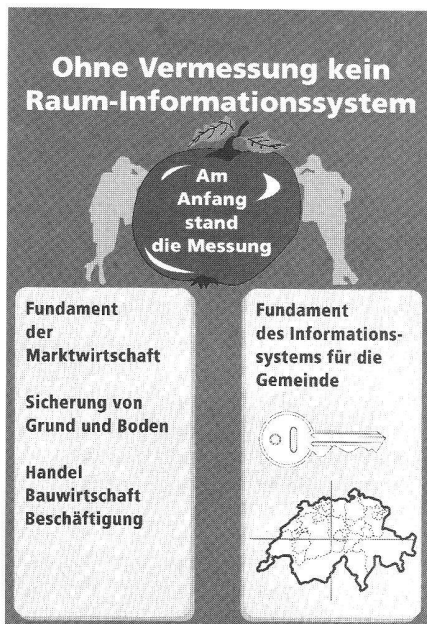 Ohne Vermessung kein
Raum-Informationssystem
Am
Anfang
stand
die Messung
Fundament
der
Marktwirtschaft
Sicherung von
Grund und Boden
Handel
Bauwirtschaft
Beschäftigung
Fundament
des Informations-
systems für die
Gemeinde